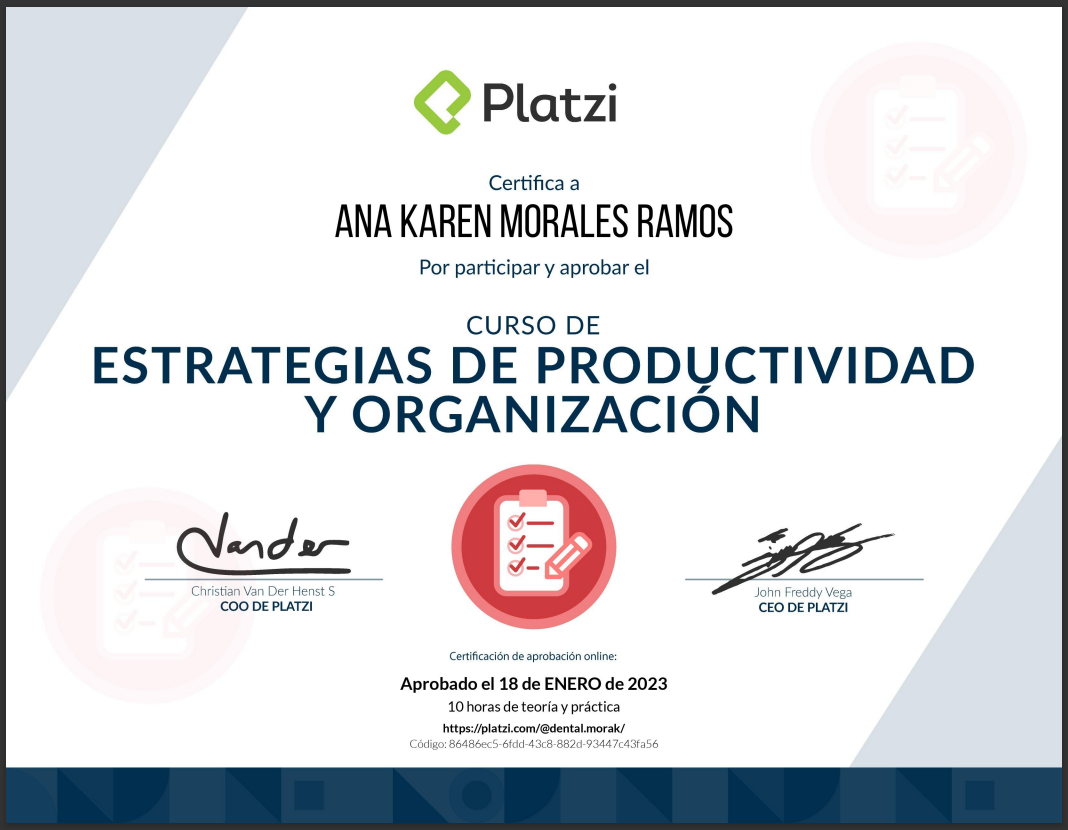 Platzi
Certifica a
ANA KAREN MORALES RAMOS
Por participar y aprobar el
CURSO DE
ESTRATEGIAS DE PRODUCTIVIDAD
Y ORGANIZACIÓN
Vander
Christian Van Der Henst S
COO DE PLATZI
John Freddy Vega
CEO DE PLATZI
Certificación de aprobación online:
Aprobado el 18 de ENERO de 2023
10 horas de teoría y práctica
https://platzi.com/@dental.morak/
Código: 86486ec5-6fdd-43c8-882d-93447c43fa56